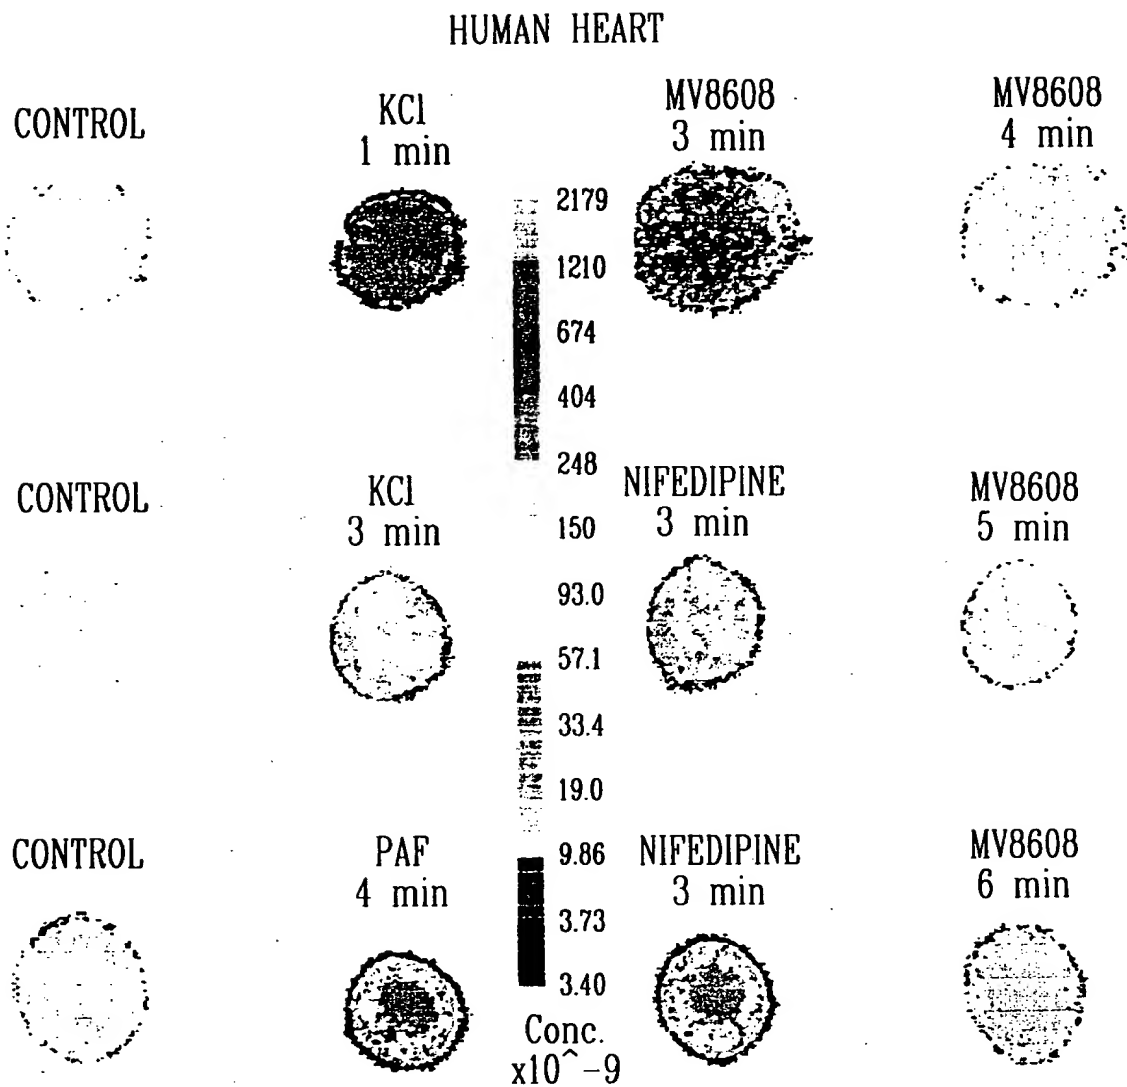 HUMAN HEART
CONTROL
KCl
1 min
MV8608
3 min
MV8608
4 min
2179
1210
674
404
248
150
93.0
57.1
33.4
19.0
9.86
3.73
3.40
Conc.
x10^-9
CONTROL
KCl
3 min
NIFEDIPINE
3 min
MV8608
5 min
CONTROL
PAF
4 min
NIFEDIPINE
3 min
MV8608
6 min